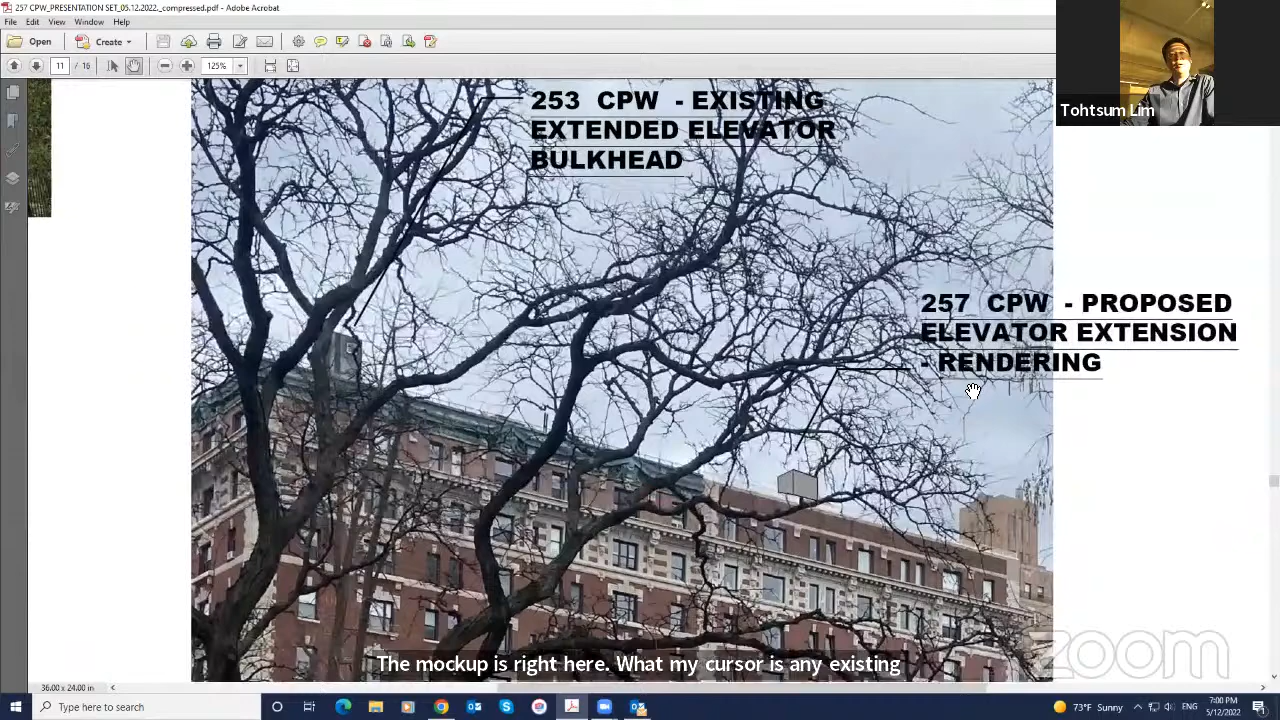 257 CPW_PRESENTATION SET_05.12.2022._compressed.pdf - Adobe Acrobat
File Edit View Window Help
Open Create
11 / 16 125%
Tohtsum Lim
253 CPW - EXISTING
EXTENDED ELEVATOR
BULKHEAD
257 CPW - PROPOSED
ELEVATOR EXTENSION
- RENDERING
The mockup is right here. What my cursor is any existing
zoom
36.00 x 24.00 in
Type here to search
73°F Sunny ENG 7:00 PM
5/12/2022